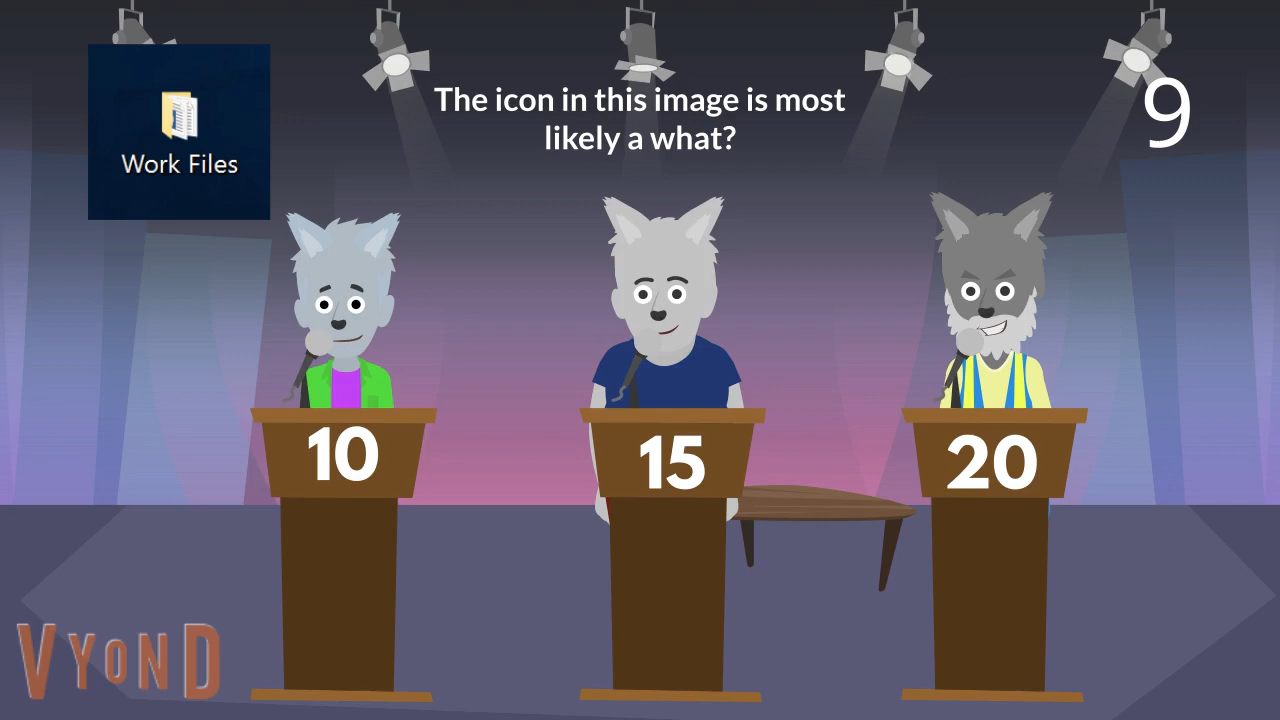 The icon in this image is most
likely a what?
9
Work Files
10
15
20
VYOND